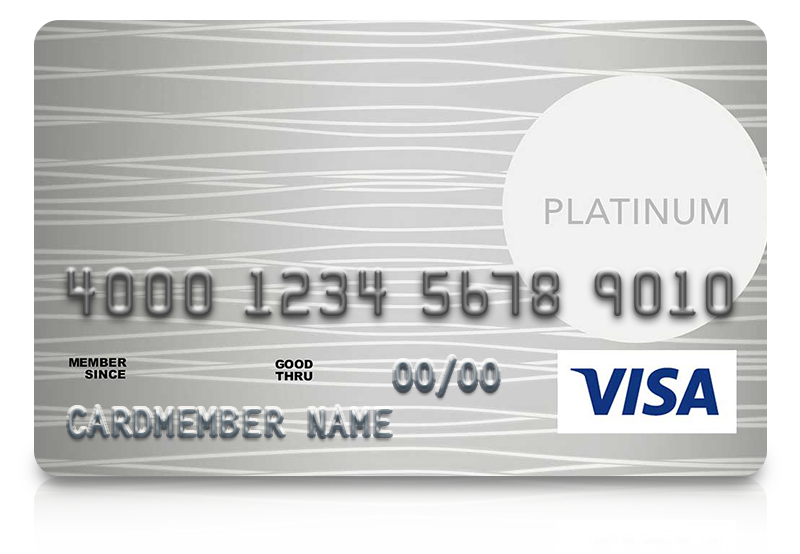 PLATINUM
4000 1234 5678 9010
MEMBER
SINCE
GOOD
THRU
00/00
VISA
CARDMEMBER NAME